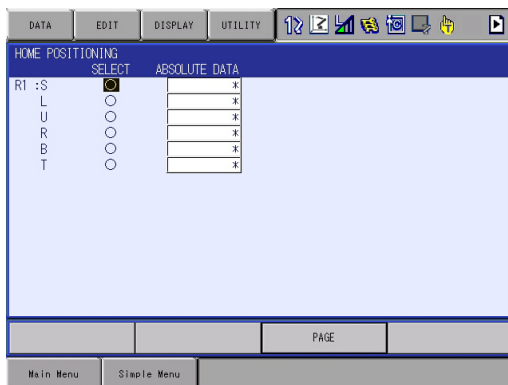 DATA EDIT DISPLAY UTILITY
HOME POSITIONING
SELECT ABSOLUTE DATA
R1 :S *
L *
U *
R *
B *
T *
PAGE
Main Menu Simple Menu